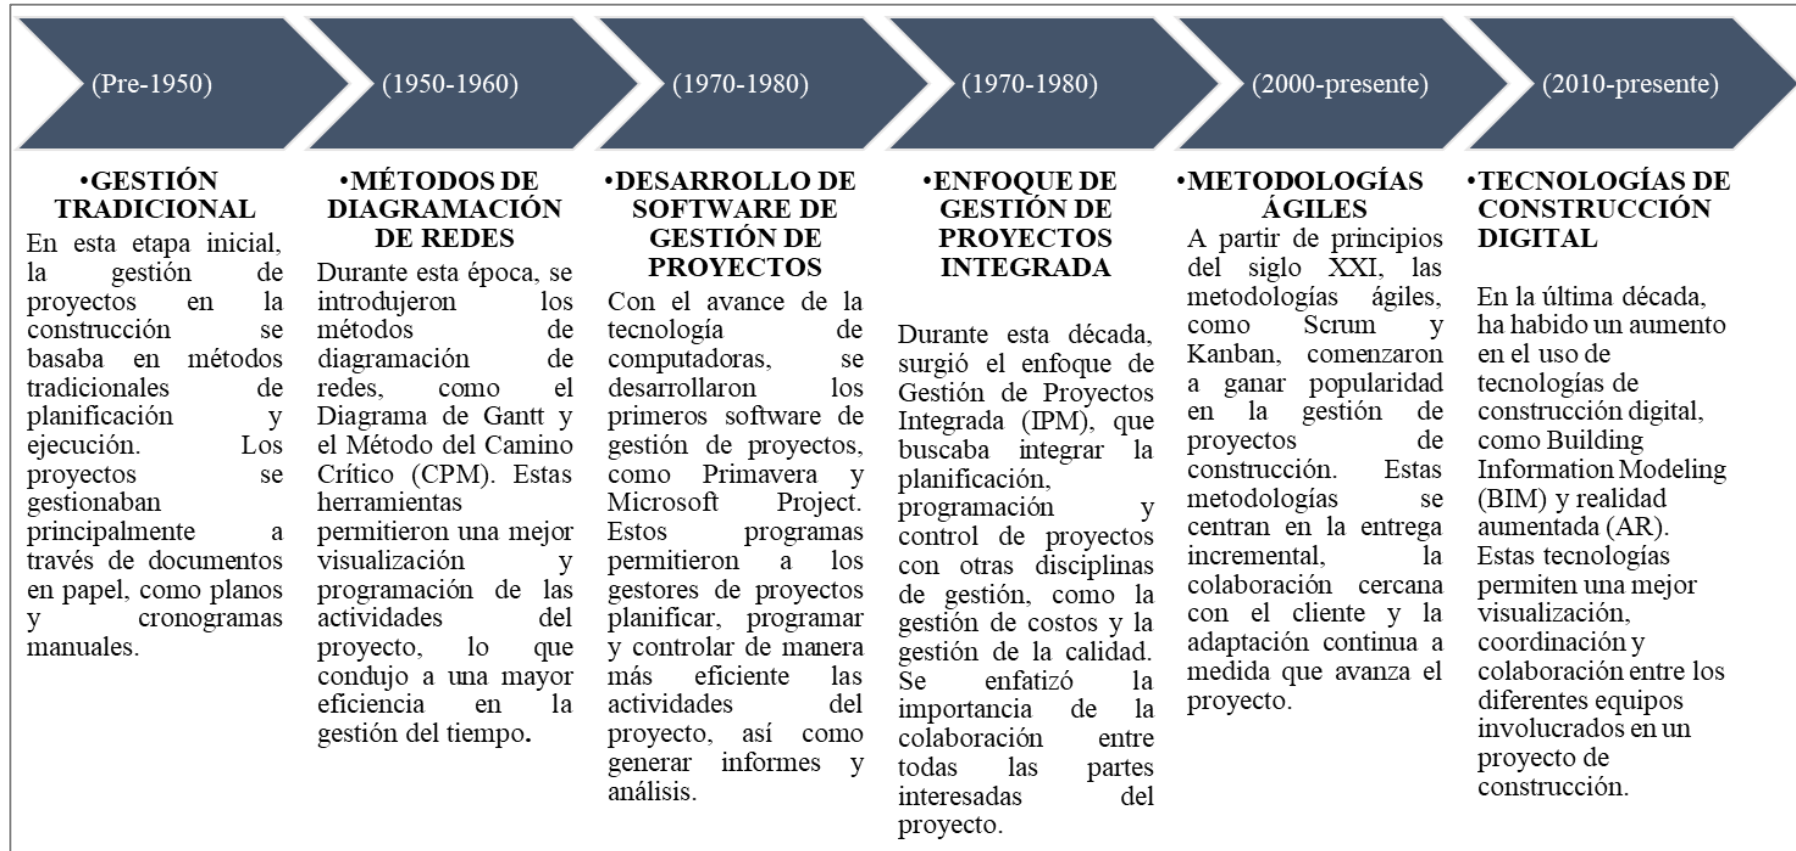 (Pre-1950)
(1950-1960)
(1970-1980)
(1970-1980)
(2000-presente)
(2010-presente)
•GESTIÓN
TRADICIONAL
En esta etapa inicial,
la gestión de
proyectos en la
construcción se
basaba en métodos
tradicionales de
planificación y
ejecución. Los
proyectos se
gestionaban
principalmente a
través de documentos
en papel, como planos
y cronogramas
manuales.
•MÉTODOS DE
DIAGRAMACIÓN
DE REDES
Durante esta época, se
introdujeron los
métodos de
diagramación de
redes, como el
Diagrama de Gantt y
el Método del Camino
Crítico (CPM). Estas
herramientas
permitieron una mejor
visualización y
programación de las
actividades del
proyecto, lo que
condujo a una mayor
eficiencia en la
gestión del tiempo.
•DESARROLLO DE
SOFTWARE DE
GESTIÓN DE
PROYECTOS
Con el avance de la
tecnología de
computadoras, se
desarrollaron los
primeros software de
gestión de proyectos,
como Primavera y
Microsoft Project.
Estos programas
permitieron a los
gestores de proyectos
planificar, programar
y controlar de manera
más eficiente las
actividades del
proyecto, así como
generar informes y
análisis.
•ENFOQUE DE
GESTIÓN DE
PROYECTOS
INTEGRADA
Durante esta década,
surgió el enfoque de
Gestión de Proyectos
Integrada (IPM), que
buscaba integrar la
planificación,
programación y
control de proyectos
con otras disciplinas
de gestión, como la
gestión de costos y la
gestión de la calidad.
Se enfatizó la
importancia de la
colaboración entre
todas las partes
interesadas del
proyecto.
•METODOLOGÍAS
ÁGILES
A partir de principios
del siglo XXI, las
metodologías ágiles,
como Scrum y
Kanban, comenzaron
a ganar popularidad
en la gestión de
proyectos de
construcción. Estas
metodologías se
centran en la entrega
incremental, la
colaboración cercana
con el cliente y la
adaptación continua a
medida que avanza el
proyecto.
•TECNOLOGÍAS DE
CONSTRUCCIÓN
DIGITAL
En la última década,
ha habido un aumento
en el uso de
tecnologías de
construcción digital,
como Building
Information Modeling
(BIM) y realidad
aumentada (AR).
Estas tecnologías
permiten una mejor
visualización,
coordinación y
colaboración entre los
diferentes equipos
involucrados en un
proyecto de
construcción.